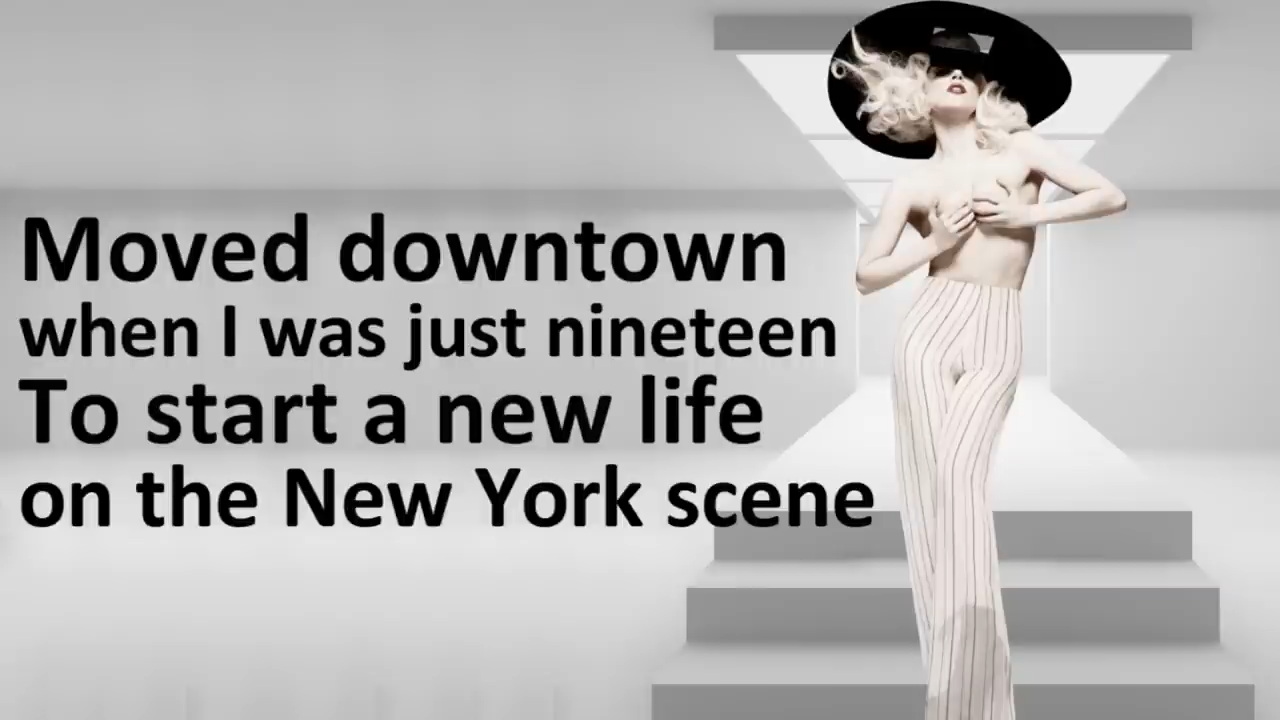 Moved downtown
when I was just nineteen
To start a new life
on the New York scene